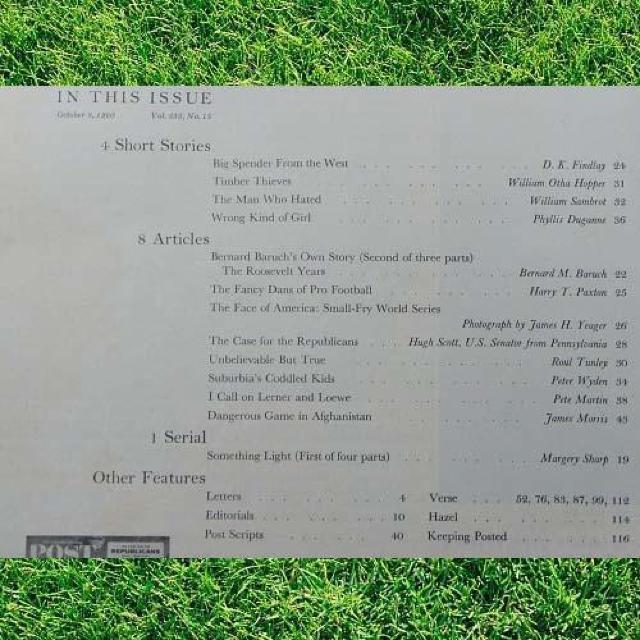 IN THIS ISSUE
October 8, 1960 Vol. 233, No. 15
4 Short Stories
Big Spender From the West . . . . . . . D. K. Findlay 24
Timber Thieves . . . . . . . William Otha Hopper 31
The Man Who Hated . . . . . . . William Sambrot 32
Wrong Kind of Girl . . . . . . . Phyllis Duganne 36
8 Articles
Bernard Baruch's Own Story (Second of three parts)
The Roosevelt Years . . . . . . . Bernard M. Baruch 22
The Fancy Dans of Pro Football . . . . . . . Harry T. Paxton 25
The Face of America: Small-Fry World Series
Photograph by James H. Yeager 26
The Case for the Republicans . . . . Hugh Scott, U.S. Senator from Pennsylvania 28
Unbelievable But True . . . . . . . Roul Tunley 30
Suburbia's Coddled Kids . . . . . . . Peter Wyden 34
I Call on Lerner and Loewe . . . . . . . Pete Martin 38
Dangerous Game in Afghanistan . . . . . . . James Morris 43
1 Serial
Something Light (First of four parts) . . . . . . . Margery Sharp 19
Other Features
Letters . . . . . . . 4 Verse . . . . 52, 76, 83, 87, 99, 112
Editorials . . . . . . . 10 Hazel . . . . . . . 114
Post Scripts . . . . . . . 40 Keeping Posted . . . . . . . 116
POST REPUBLICANS